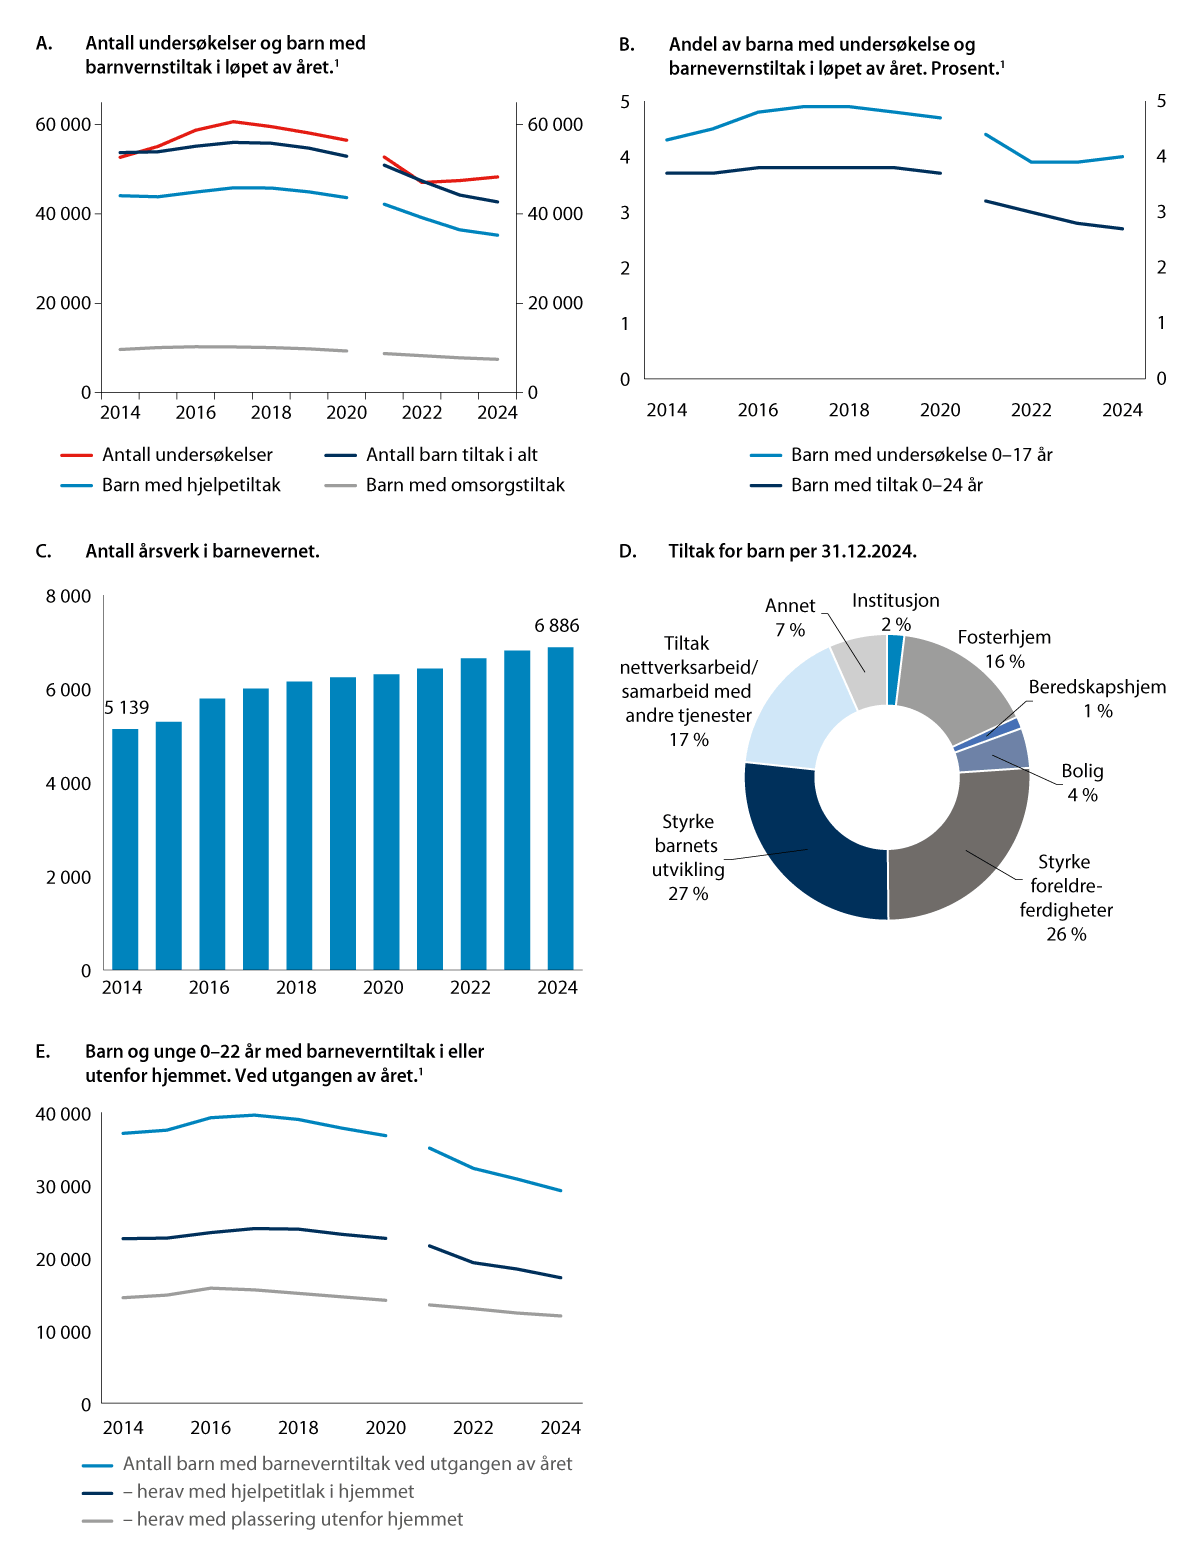 A. Antall undersøkelser og barn med
barnvernstiltak i løpet av året.¹
60 000 60 000
40 000 40 000
20 000 20 000
0 0
2014 2016 2018 2020 2022 2024
Antall undersøkelser
Antall barn tiltak i alt
Barn med hjelpetiltak
Barn med omsorgstiltak
B. Andel av barna med undersøkelse og
barnevernstiltak i løpet av året. Prosent.¹
5 5
4 4
3 3
2 2
1 1
0 0
2014 2016 2018 2020 2022 2024
Barn med undersøkelse 0–17 år
Barn med tiltak 0–24 år
C. Antall årsverk i barnevernet.
8 000
6 000
4 000
2 000
0
5 139
6 886
2014 2016 2018 2020 2022 2024
D. Tiltak for barn per 31.12.2024.
Institusjon
2 %
Fosterhjem
16 %
Beredskapshjem
1 %
Bolig
4 %
Styrke
foreldre-
ferdigheter
26 %
Styrke
barnets
utvikling
27 %
Tiltak
nettverksarbeid/
samarbeid med
andre tjenester
17 %
Annet
7 %
E. Barn og unge 0–22 år med barneverntiltak i eller
utenfor hjemmet. Ved utgangen av året.¹
40 000
30 000
20 000
10 000
0
2014 2016 2018 2020 2022 2024
Antall barn med barneverntiltak ved utgangen av året
– herav med hjelpetitlak i hjemmet
– herav med plassering utenfor hjemmet